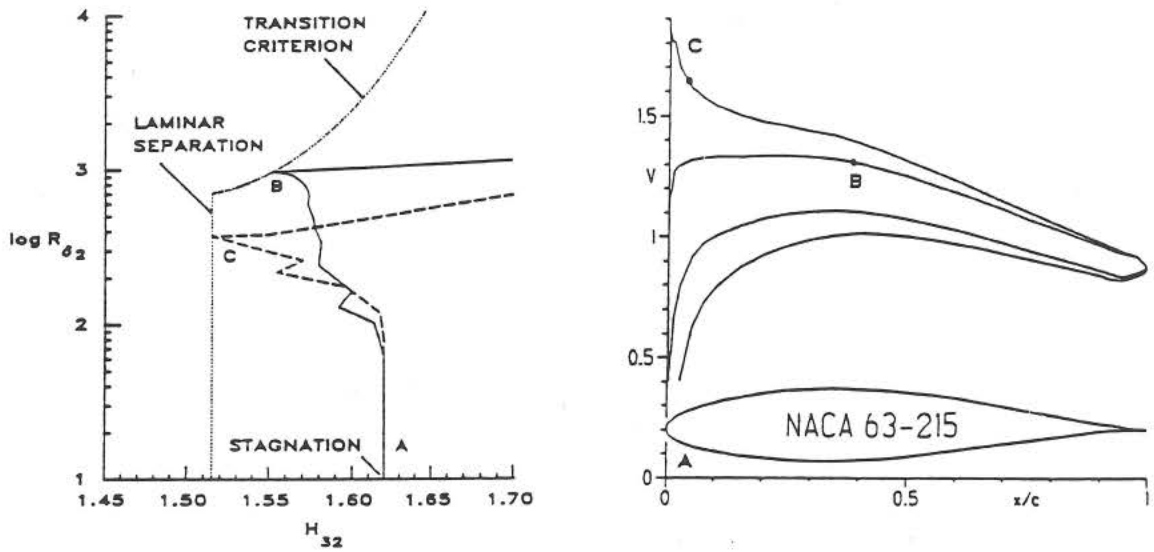 4
TRANSITION
CRITERION
LAMINAR
SEPARATION
3
B
log R δ2
C
2
STAGNATION
A
1
1.45 1.50 1.55 1.60 1.65 1.70
H 32
C
1.5
V
B
1
0.5
NACA 63-215
A
0
0 0.5 x/c 1